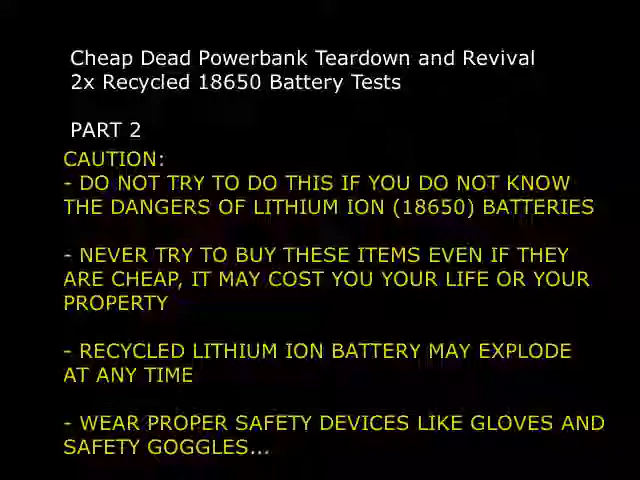 Cheap Dead Powerbank Teardown and Revival
2x Recycled 18650 Battery Tests
PART 2
CAUTION:
- DO NOT TRY TO DO THIS IF YOU DO NOT KNOW
THE DANGERS OF LITHIUM ION (18650) BATTERIES
- NEVER TRY TO BUY THESE ITEMS EVEN IF THEY
ARE CHEAP, IT MAY COST YOU YOUR LIFE OR YOUR
PROPERTY
- RECYCLED LITHIUM ION BATTERY MAY EXPLODE
AT ANY TIME
- WEAR PROPER SAFETY DEVICES LIKE GLOVES AND
SAFETY GOGGLES...